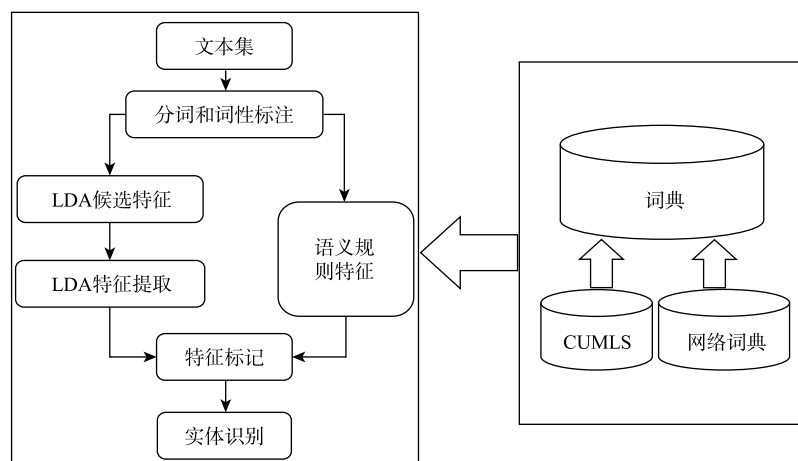 文本集
分词和词性标注
LDA候选特征
语义规
则特征
LDA特征提取
特征标记
实体识别
词典
CUMLS
网络词典